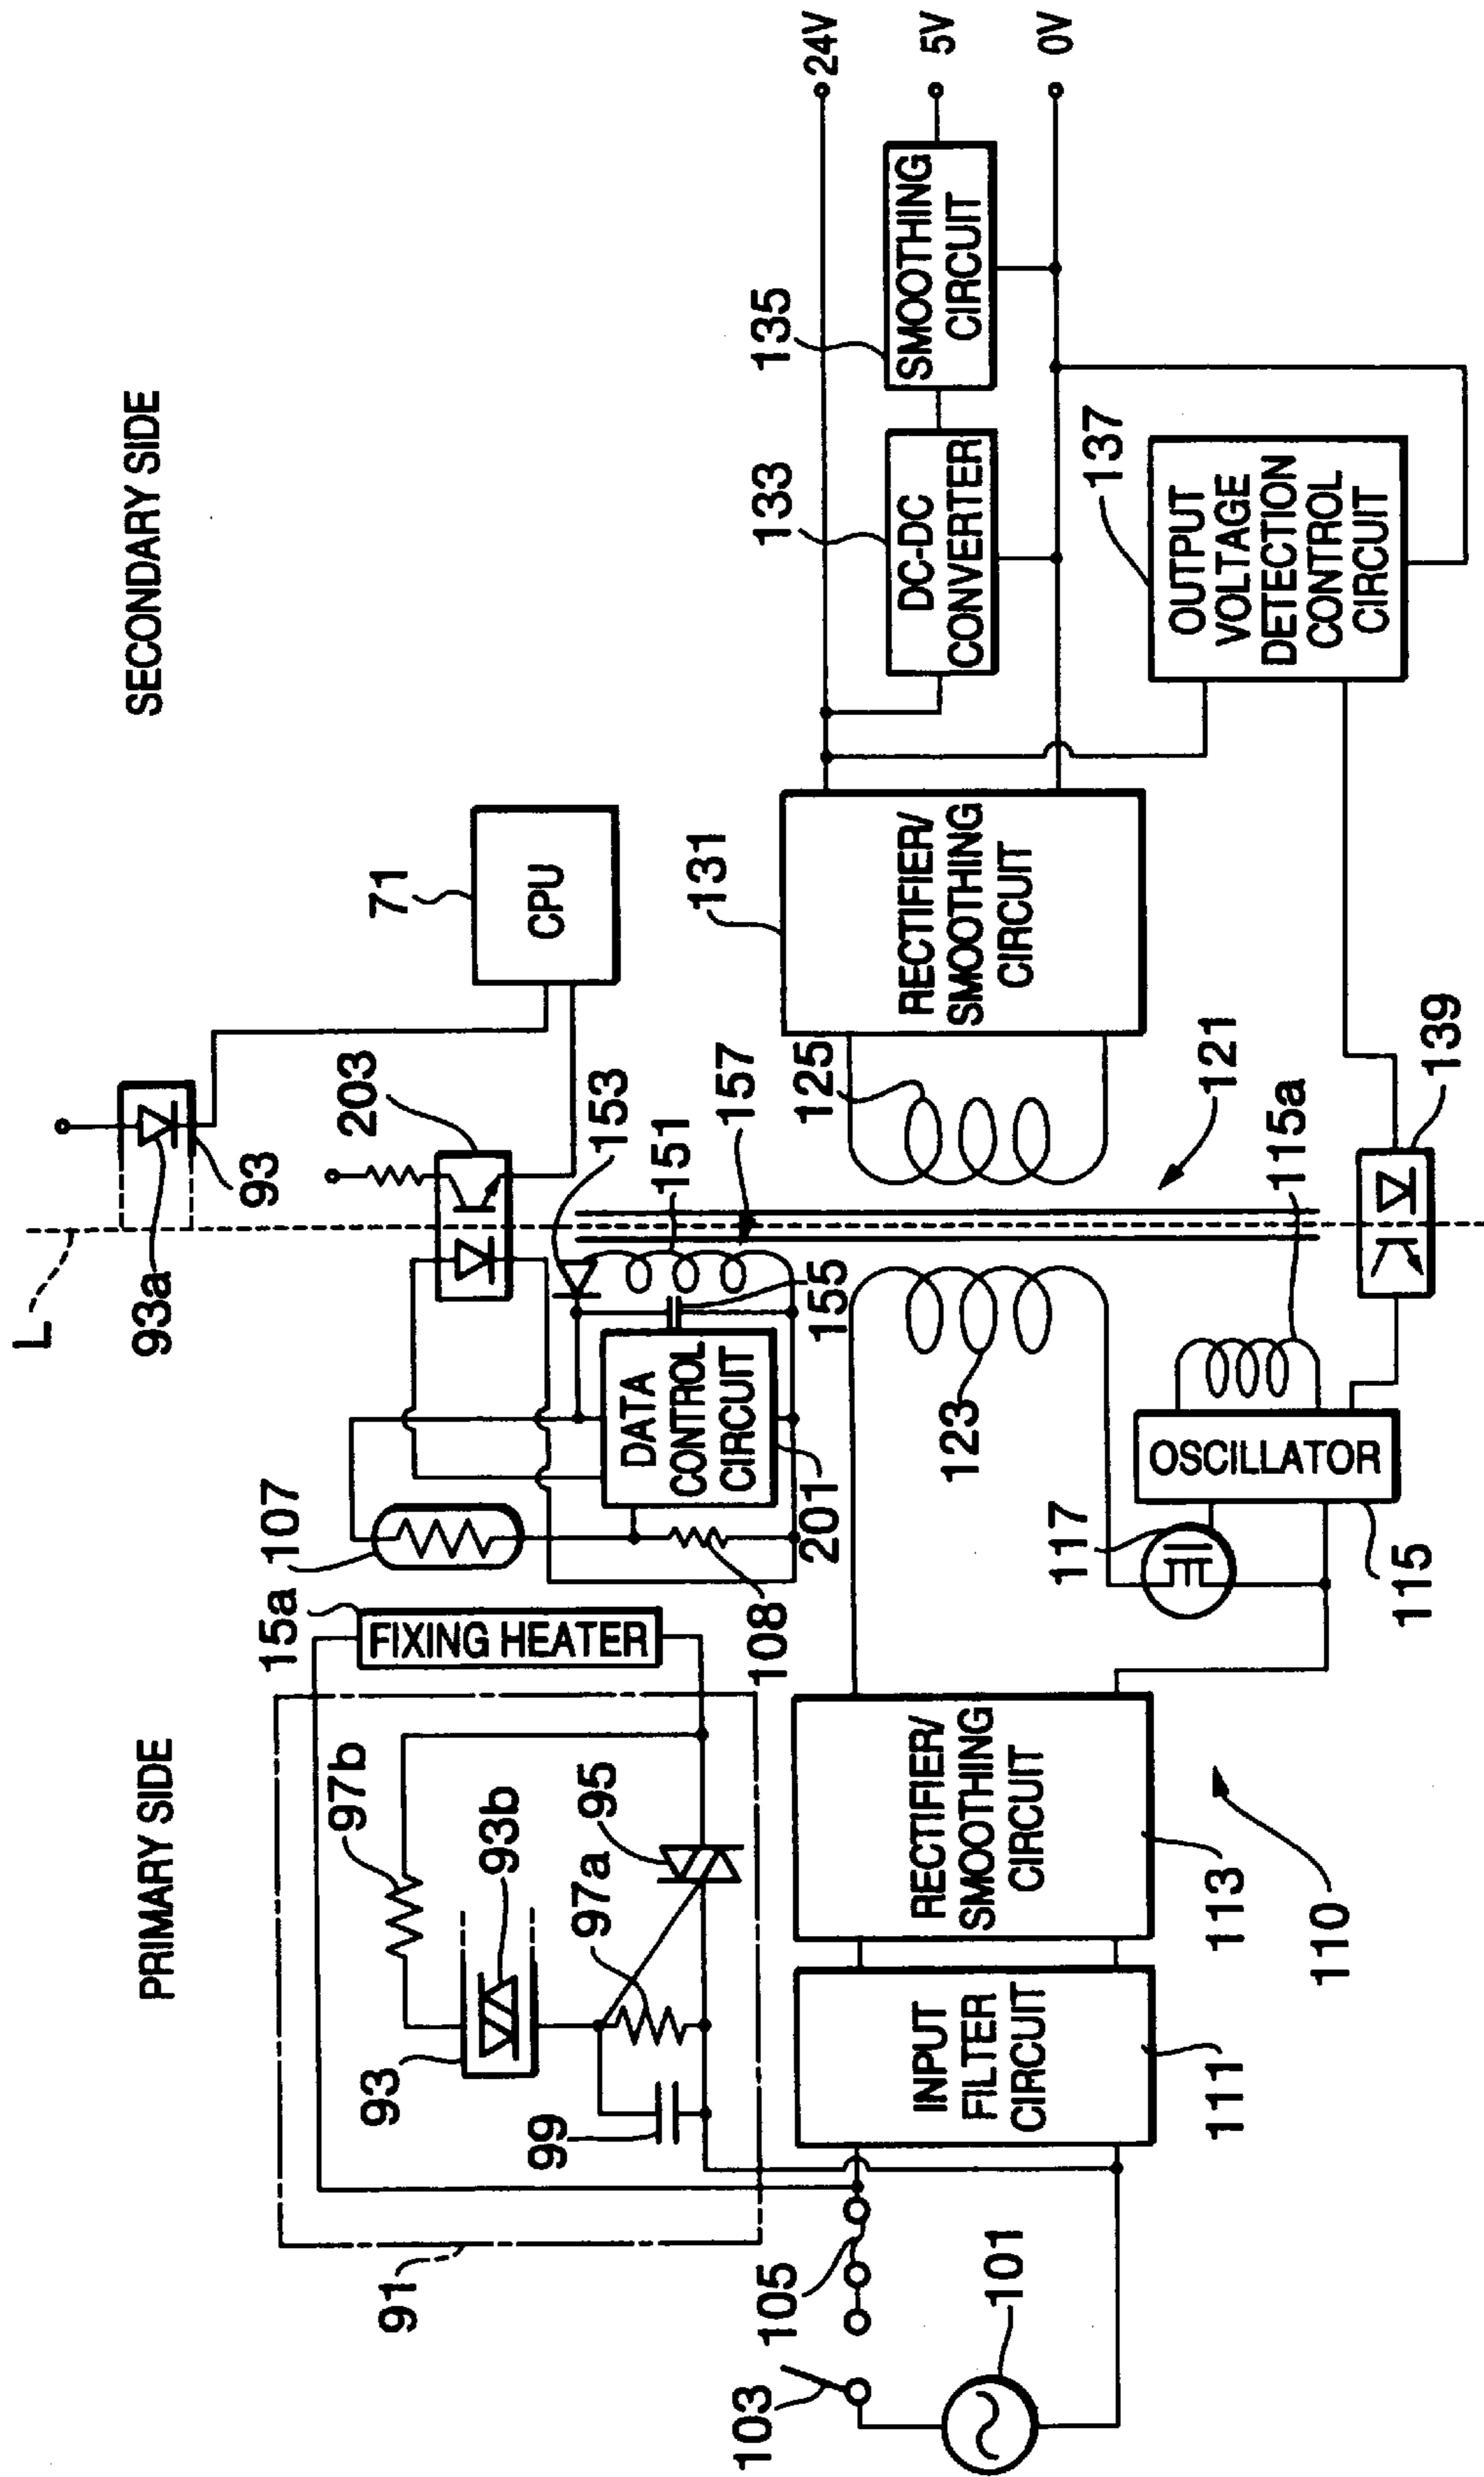 PRIMARY SIDE
SECONDARY SIDE
L
93a
93
203
71
CPU
15a
107
FIXING HEATER
97b
93b
93
95
97a
99
91
108
DATA
CONTROL
CIRCUIT
201
153
151
155
157
125
131
RECTIFIER/
SMOOTHING
CIRCUIT
133
DC-DC
CONVERTER
135
SMOOTHING
CIRCUIT
24V
5V
0V
103
105
101
INPUT
FILTER
CIRCUIT
111
RECTIFIER/
SMOOTHING
CIRCUIT
113
110
123
117
OSCILLATOR
115
115a
121
139
137
OUTPUT
VOLTAGE
DETECTION
CONTROL
CIRCUIT